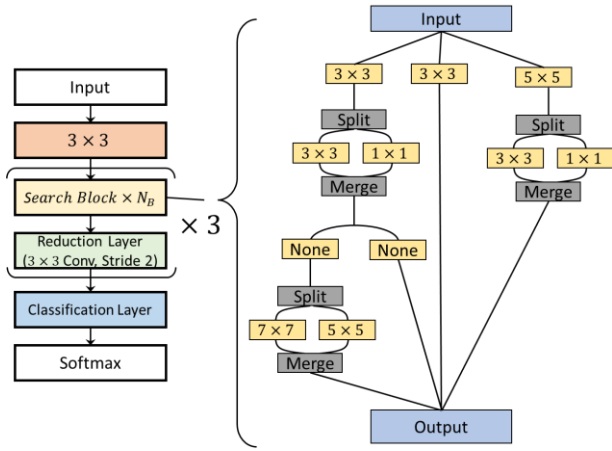 Input
3 × 3
Search Block × N_B
× 3
Reduction Layer
(3 × 3 Conv, Stride 2)
Classification Layer
Softmax
Input
3 × 3
3 × 3
5 × 5
Split
3 × 3
1 × 1
Merge
Split
3 × 3
1 × 1
Merge
None
None
Split
7 × 7
5 × 5
Merge
Output